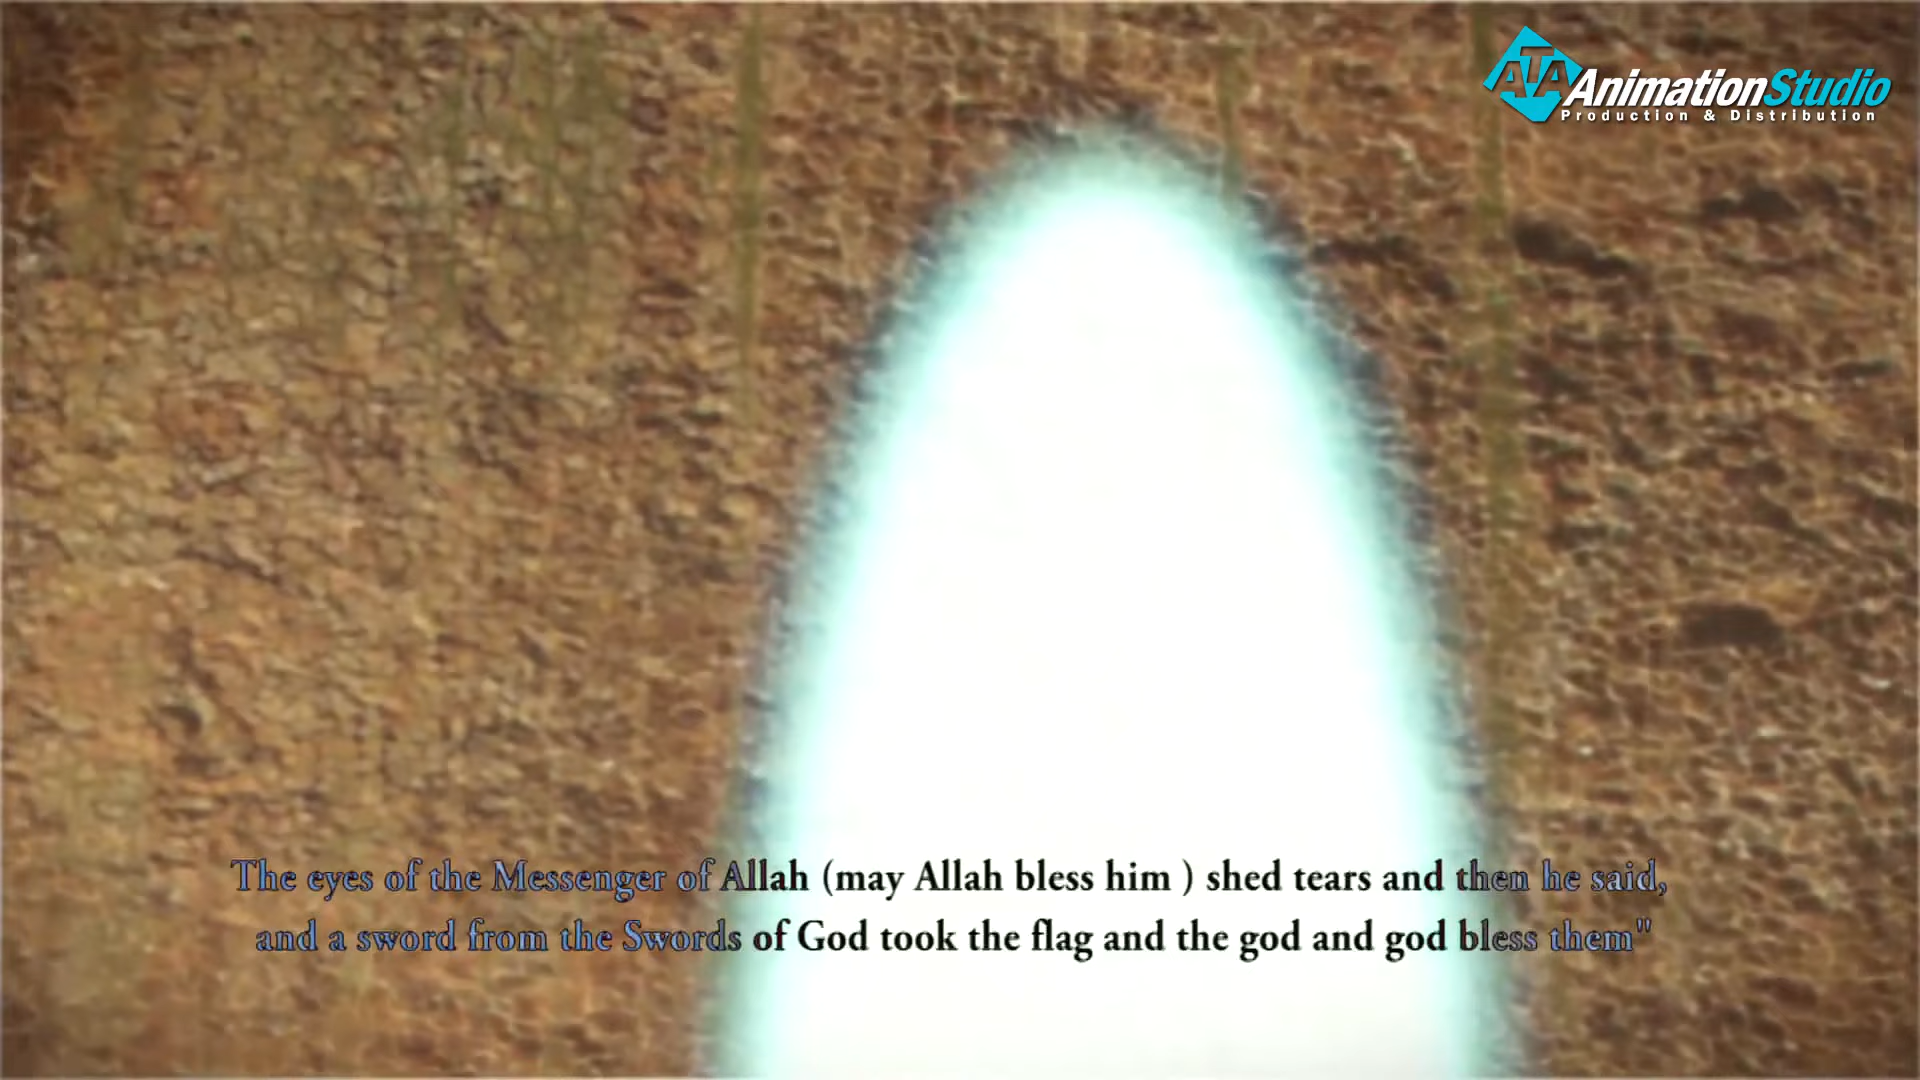 ATA AnimationStudio
Production & Distribution
The eyes of the Messenger of Allah (may Allah bless him ) shed tears and then he said,
and a sword from the Swords of God took the flag and the god and god bless them"